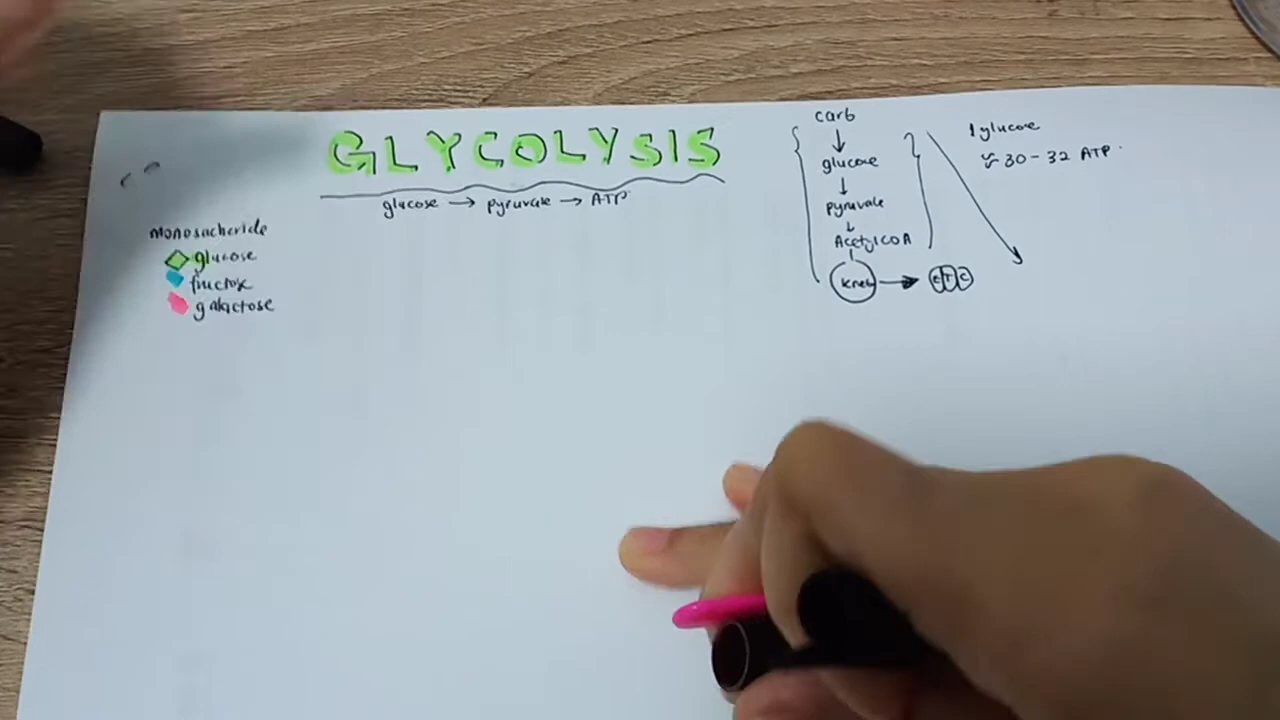 GLYCOLYSIS
glucose → pyruvate → ATP
monosacheride
glucose
fructose
galactose
carb
↓
glucose
↓
pyruvate
↓
AcetylCOA
Kreb → ETC
1 glucose
30 - 32 ATP